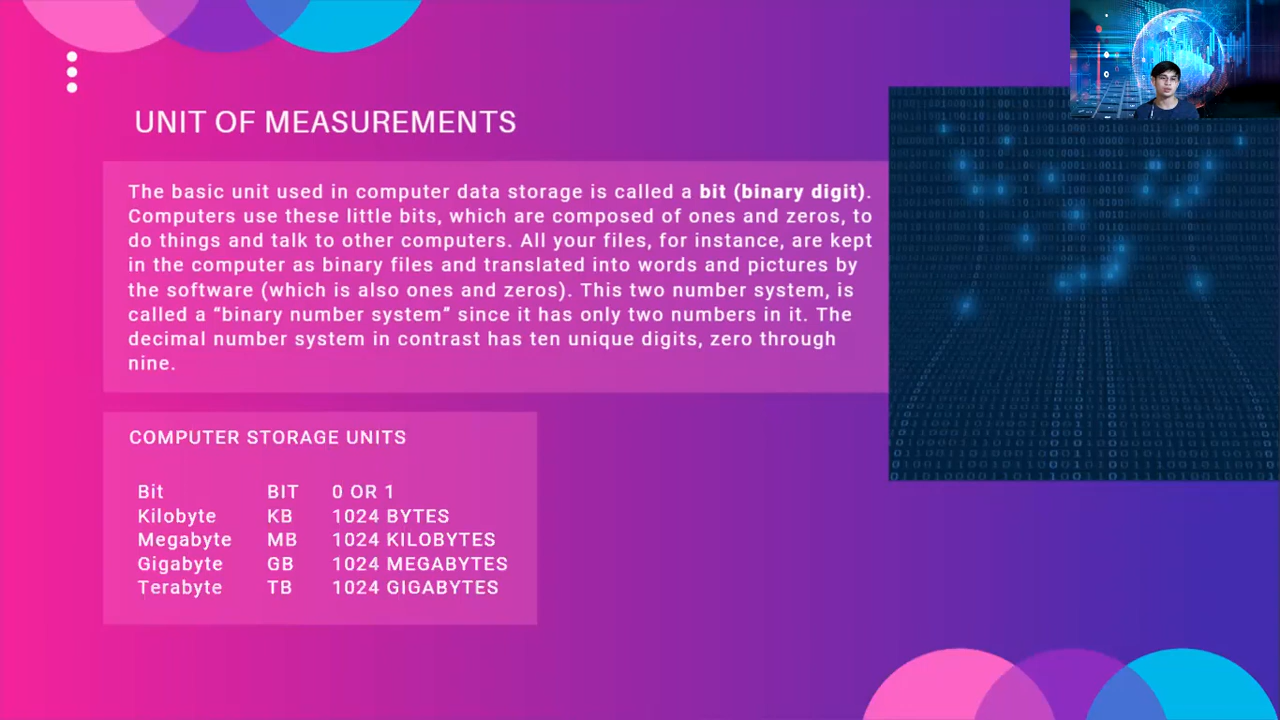 UNIT OF MEASUREMENTS
The basic unit used in computer data storage is called a bit (binary digit).
Computers use these little bits, which are composed of ones and zeros, to
do things and talk to other computers. All your files, for instance, are kept
in the computer as binary files and translated into words and pictures by
the software (which is also ones and zeros). This two number system, is
called a “binary number system” since it has only two numbers in it. The
decimal number system in contrast has ten unique digits, zero through
nine.
COMPUTER STORAGE UNITS
Bit BIT 0 OR 1
Kilobyte KB 1024 BYTES
Megabyte MB 1024 KILOBYTES
Gigabyte GB 1024 MEGABYTES
Terabyte TB 1024 GIGABYTES